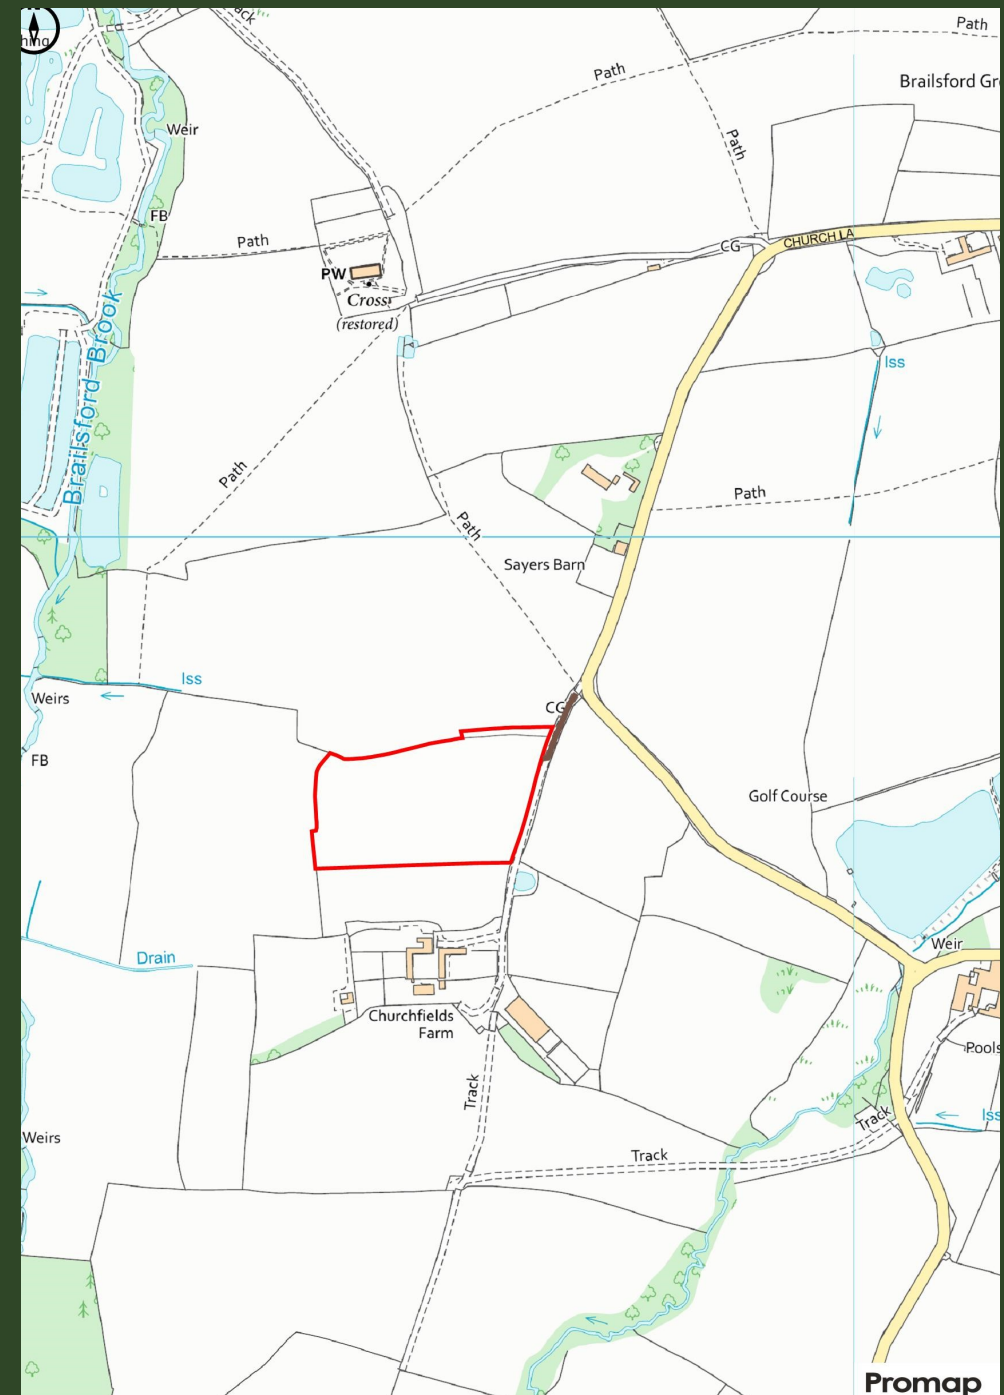 Path
Path
Brailsford Gr
Weir
Path
FB
Path
CG
CHURCH LA
PW
Cross
(restored)
Brailsford Brook
Iss
Path
Path
Path
Sayers Barn
Iss
Weirs
CG
FB
Golf Course
Drain
Weir
Churchfields
Farm
Pools
Track
Track
Iss
Weirs
Track
Promap